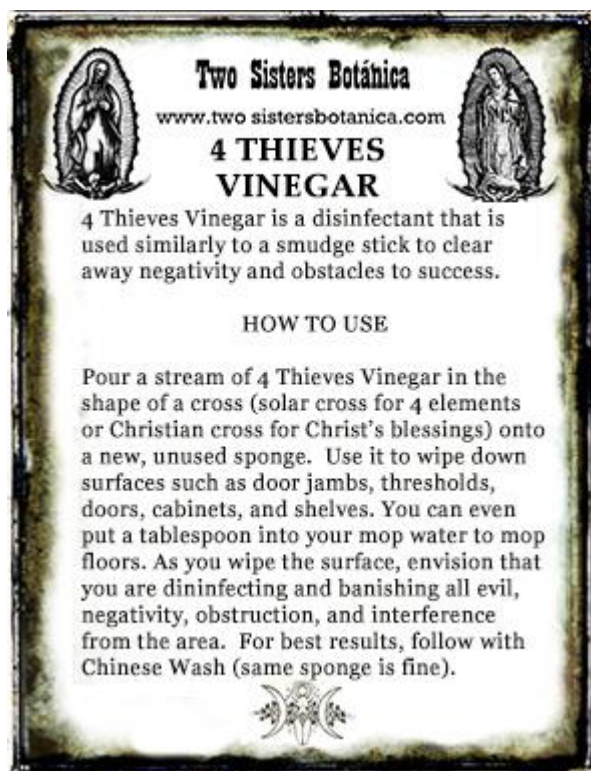 Two Sisters Botánica
www.two sistersbotanica.com
4 THIEVES
VINEGAR
4 Thieves Vinegar is a disinfectant that is
used similarly to a smudge stick to clear
away negativity and obstacles to success.
HOW TO USE
Pour a stream of 4 Thieves Vinegar in the
shape of a cross (solar cross for 4 elements
or Christian cross for Christ's blessings) onto
a new, unused sponge.  Use it to wipe down
surfaces such as door jambs, thresholds,
doors, cabinets, and shelves. You can even
put a tablespoon into your mop water to mop
floors. As you wipe the surface, envision that
you are dininfecting and banishing all evil,
negativity, obstruction, and interference
from the area.  For best results, follow with
Chinese Wash (same sponge is fine).